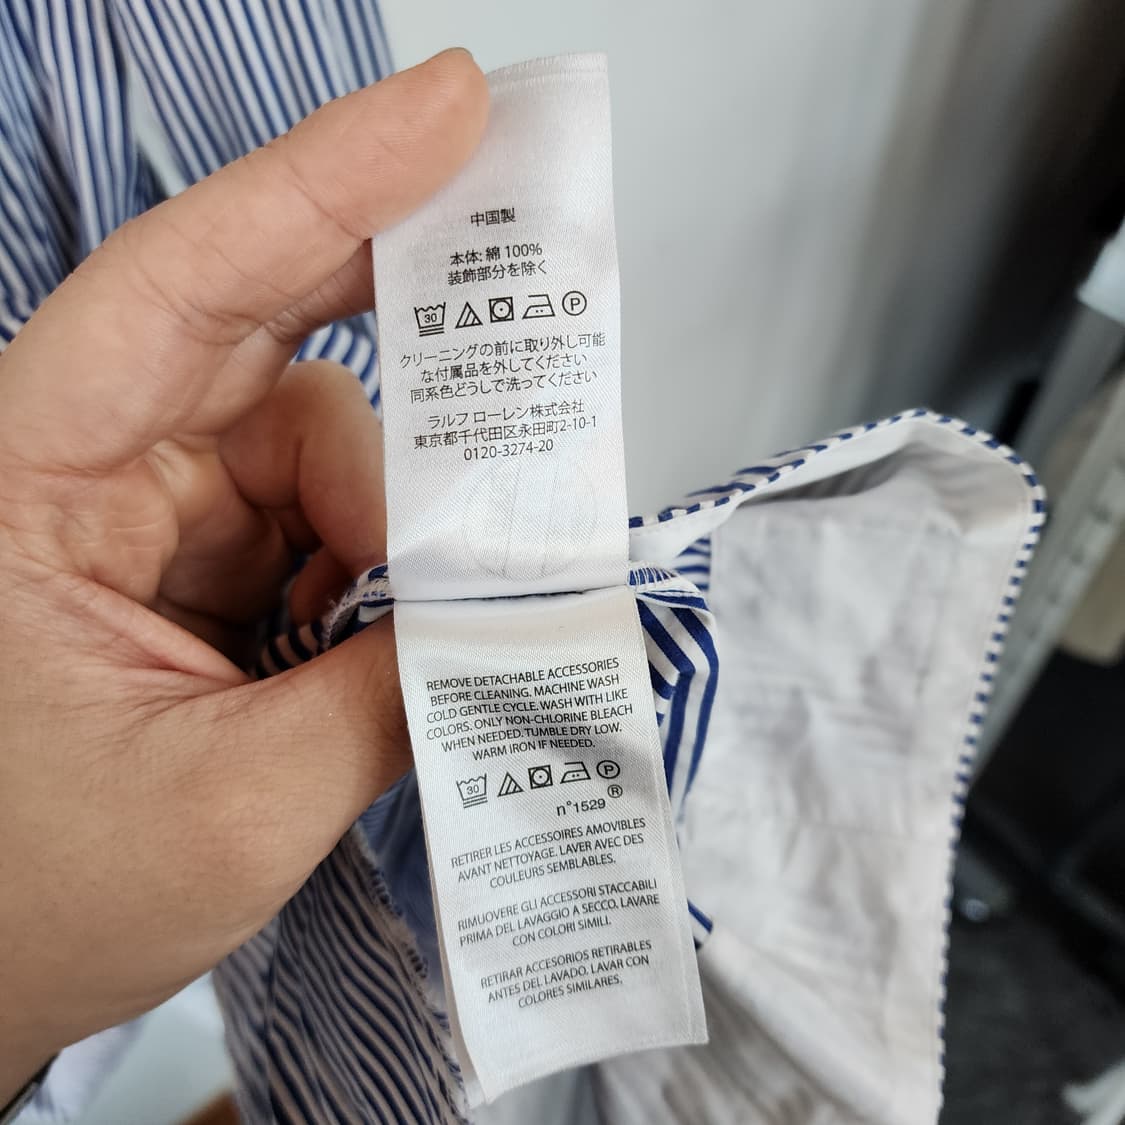 中国製
本体: 綿 100%
装飾部分を除く
30 P
クリーニングの前に取り外し可能
な付属品を外してください
同系色どうしで洗ってください
ラルフ ローレン株式会社
東京都千代田区永田町2-10-1
0120-3274-20
REMOVE DETACHABLE ACCESSORIES
BEFORE CLEANING. MACHINE WASH
COLD GENTLE CYCLE. WASH WITH LIKE
COLORS. ONLY NON-CHLORINE BLEACH
WHEN NEEDED. TUMBLE DRY LOW.
WARM IRON IF NEEDED.
30 P
n°1529 ®
RETIRER LES ACCESSOIRES AMOVIBLES
AVANT NETTOYAGE. LAVER AVEC DES
COULEURS SEMBLABLES.
RIMUOVERE GLI ACCESSORI STACCABILI
PRIMA DEL LAVAGGIO A SECCO. LAVARE
CON COLORI SIMILI.
RETIRAR ACCESORIOS RETIRABLES
ANTES DEL LAVADO. LAVAR CON
COLORES SIMILARES.